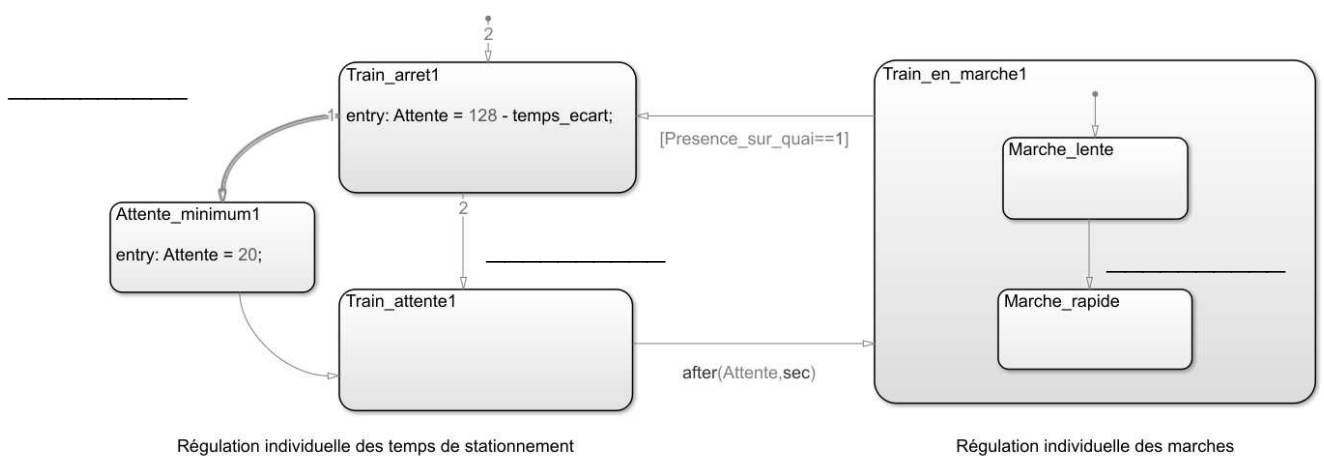 2
Train_arret1
entry: Attente = 128 - temps_ecart;
1
2
Attente_minimum1
entry: Attente = 20;
Train_attente1
[Presence_sur_quai==1]
after(Attente,sec)
Train_en_marche1
Marche_lente
Marche_rapide
Régulation individuelle des temps de stationnement
Régulation individuelle des marches